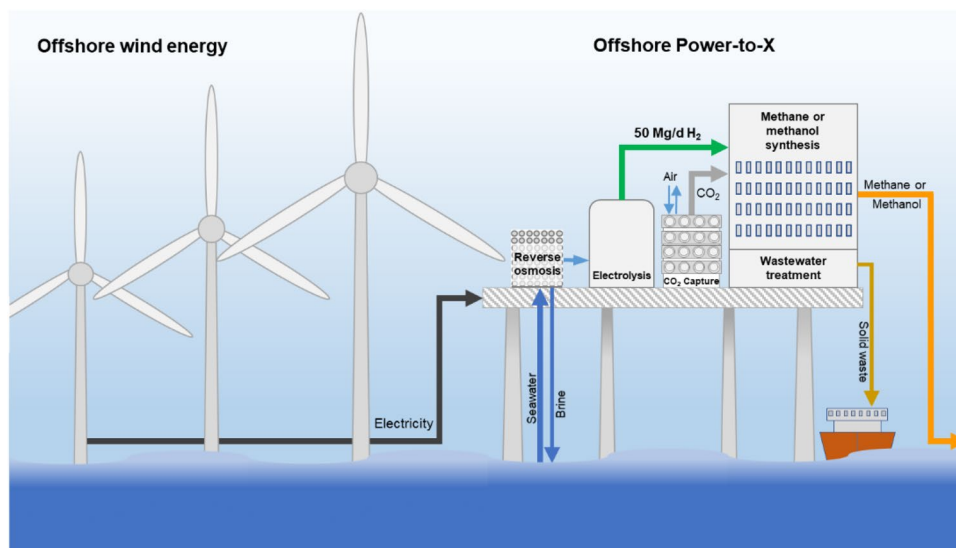 Offshore wind energy
Offshore Power-to-X
50 Mg/d H₂
Methane or
methanol
synthesis
Air
CO₂
Methane or
Methanol
Reverse
osmosis
Electrolysis
CO₂ Capture
Wastewater
treatment
Solid waste
Seawater
Brine
Electricity